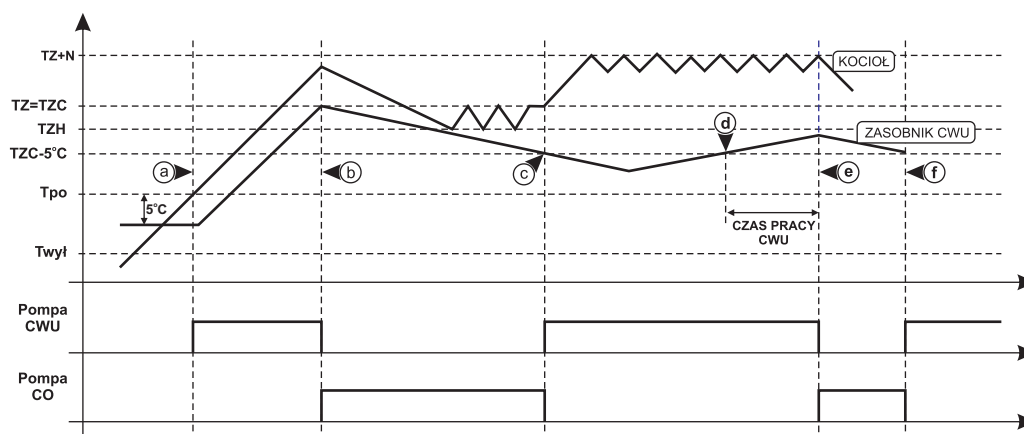 TZ+N
KOCIOŁ
TZ=TZC
TZH
d
ZASOBNIK CWU
TZC-5°C
a
b
c
e
f
Tpo
5°C
CZAS PRACY
CWU
Twył
Pompa
CWU
Pompa
CO